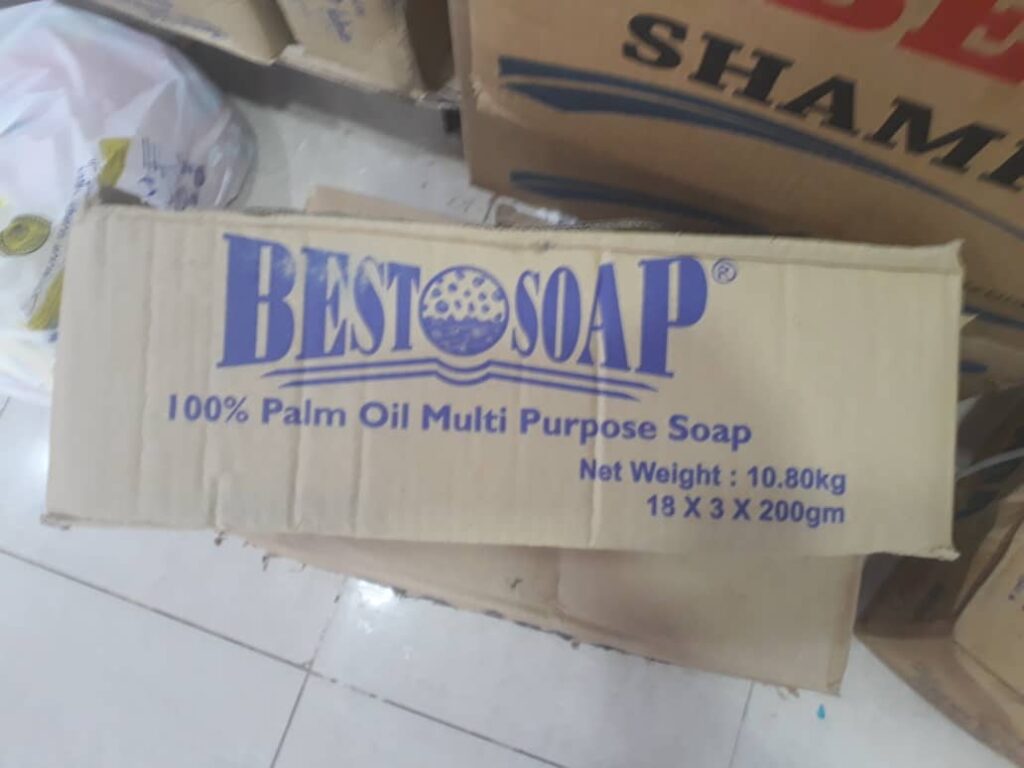 SHAM
BEST SOAP®
100% Palm Oil Multi Purpose Soap
Net Weight : 10.80kg
18 X 3 X 200gm